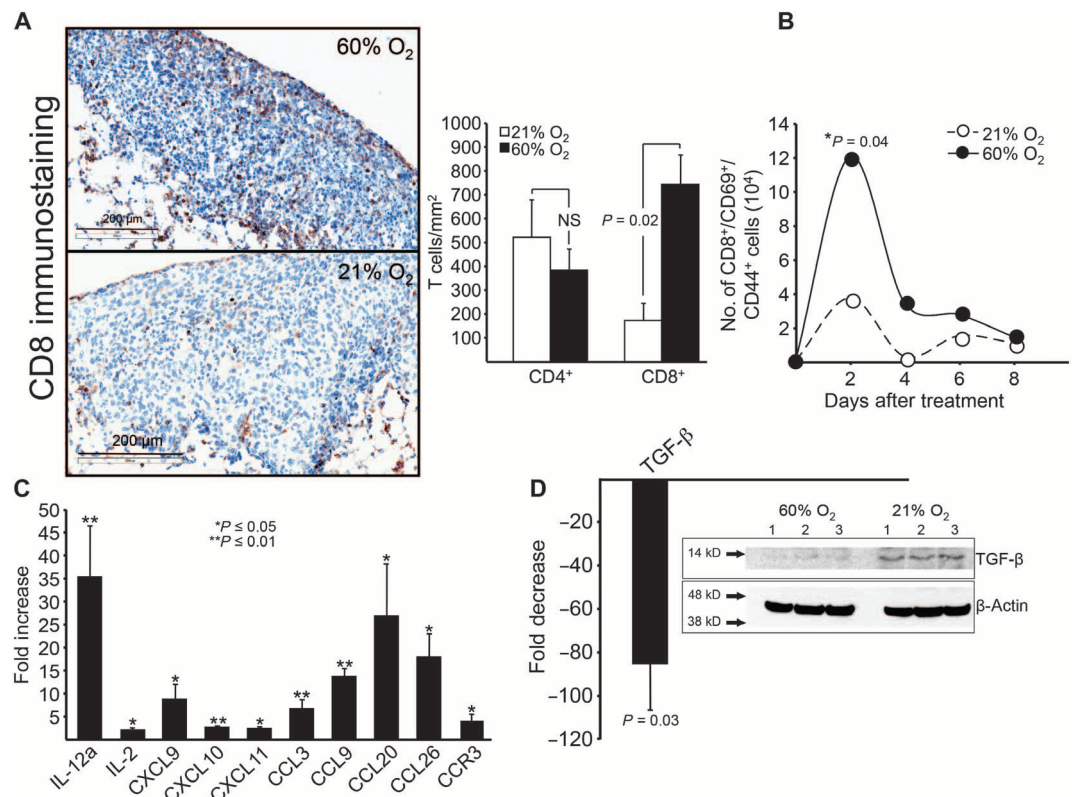 A
CD8 immunostaining
60% O2
200 μm
21% O2
200 μm
1000
900
800
700
600
500
400
300
200
100
T cells/mm2
21% O2
60% O2
NS
P = 0.02
CD4+
CD8+
B
14
12
10
8
6
4
2
No. of CD8+/CD69+/
CD44+ cells (10⁴)
*P = 0.04
21% O2
60% O2
0
2
4
6
8
Days after treatment
C
50
45
40
35
30
25
20
15
10
5
Fold increase
*P ≤ 0.05
**P ≤ 0.01
**
*
*
**
*
**
**
*
*
*
IL-12a
IL-2
CXCL9
CXCL10
CXCL11
CCL3
CCL9
CCL20
CCL26
CCR3
D
TGF-β
−20
−40
−60
−80
−100
−120
Fold decrease
P = 0.03
60% O2 21% O2
1 2 3 1 2 3
14 kD
TGF-β
48 kD
38 kD
β-Actin